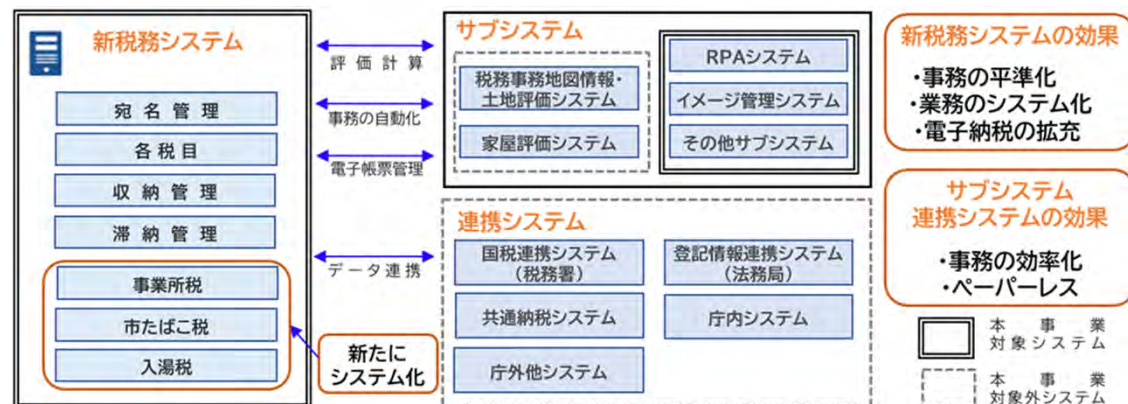 新税務システム
宛名管理
各税目
収納管理
滞納管理
事業所税
市たばこ税
入湯税
評価計算
事務の自動化
電子帳票管理
データ連携
新たに
システム化
サブシステム
税務事務地図情報・
土地評価システム
家屋評価システム
RPAシステム
イメージ管理システム
その他サブシステム
連携システム
国税連携システム
（税務署）
登記情報連携システム
（法務局）
共通納税システム
庁内システム
庁外他システム
新税務システムの効果
・事務の平準化
・業務のシステム化
・電子納税の拡充
サブシステム
連携システムの効果
・事務の効率化
・ペーパーレス
本事業
対象システム
本事業
対象外システム